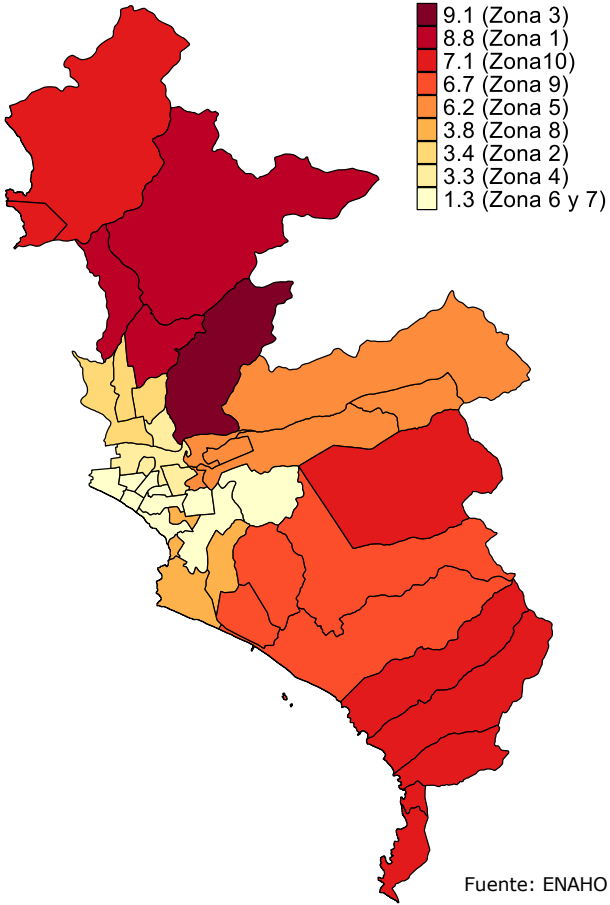 9.1 (Zona 3)
8.8 (Zona 1)
7.1 (Zona10)
6.7 (Zona 9)
6.2 (Zona 5)
3.8 (Zona 8)
3.4 (Zona 2)
3.3 (Zona 4)
1.3 (Zona 6 y 7)
Fuente: ENAHO